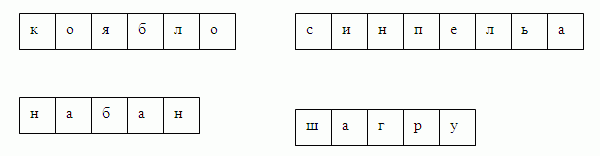 коябло
синпельа
набан
шагру